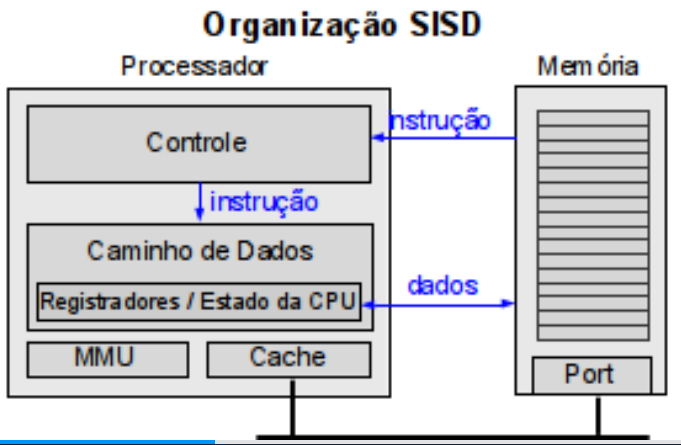 Organização SISD
Processador
Memória
Controle
nstrução
instrução
Caminho de Dados
Registradores / Estado da CPU
dados
MMU
Cache
Port